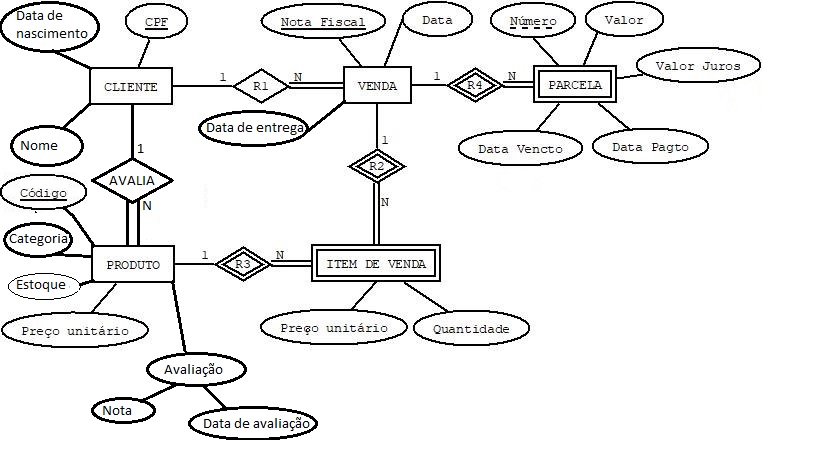 Data de
nascimento
CPF
Nota Fiscal
Data
Número
Valor
Valor Juros
CLIENTE
1
R1
N
VENDA
1
R4
N
PARCELA
Data de entrega
Data Vencto
Data Pagto
Nome
1
AVALIA
N
1
R2
N
Código
Categoria
Estoque
PRODUTO
1
R3
N
ITEM DE VENDA
Preço unitário
Preço unitário
Quantidade
Avaliação
Nota
Data de avaliação